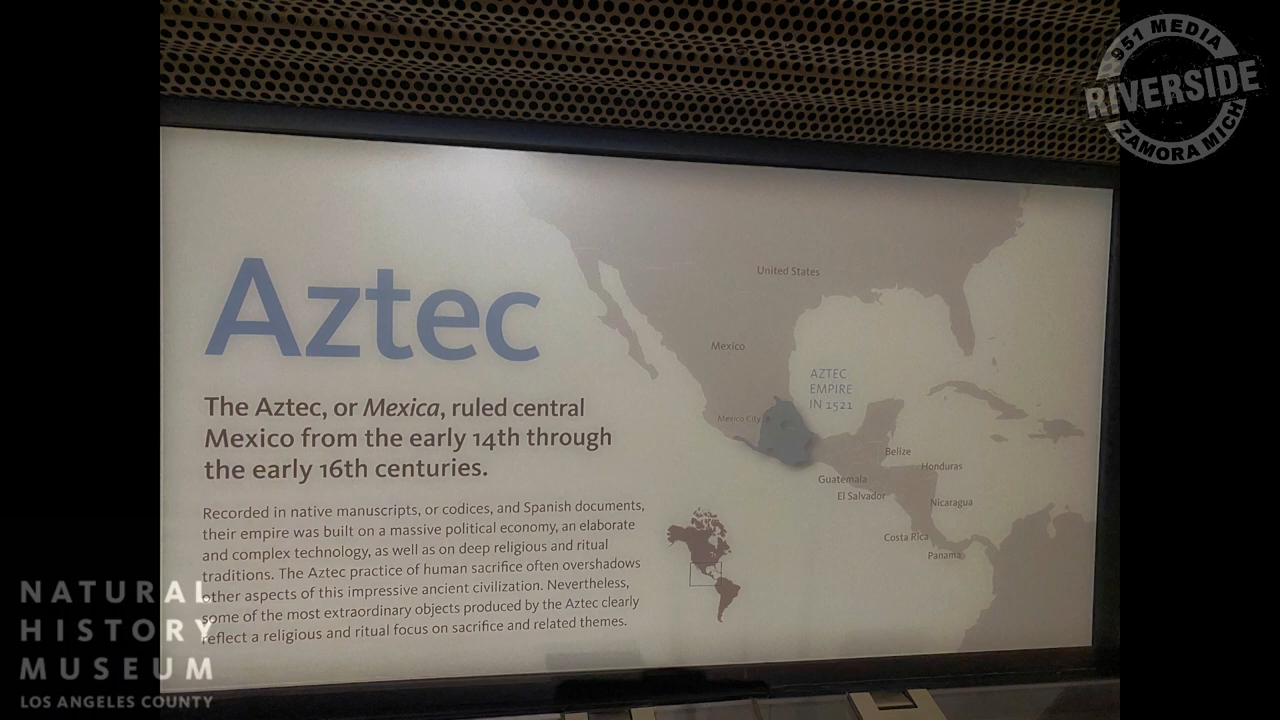 951 MEDIA
RIVERSIDE
ZAMORA MICH
Aztec
The Aztec, or Mexica, ruled central
Mexico from the early 14th through
the early 16th centuries.
Recorded in native manuscripts, or codices, and Spanish documents,
their empire was built on a massive political economy, an elaborate
and complex technology, as well as on deep religious and ritual
traditions. The Aztec practice of human sacrifice often overshadows
other aspects of this impressive ancient civilization. Nevertheless,
some of the most extraordinary objects produced by the Aztec clearly
reflect a religious and ritual focus on sacrifice and related themes.
United States
Mexico
AZTEC
EMPIRE
IN 1521
Mexico City
Belize
Honduras
Guatemala
El Salvador
Nicaragua
Costa Rica
Panama
NATURAL
HISTORY
MUSEUM
LOS ANGELES COUNTY